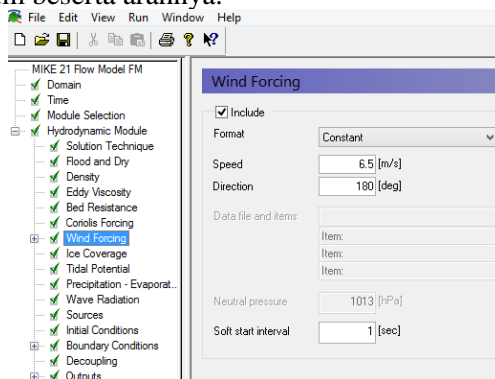 beserta arahnya.
File Edit View Run Window Help
MIKE 21 Flow Model FM
Domain
Time
Module Selection
Hydrodynamic Module
Solution Technique
Flood and Dry
Density
Eddy Viscosity
Bed Resistance
Coriolis Forcing
Wind Forcing
Ice Coverage
Tidal Potential
Precipitation - Evaporat..
Wave Radiation
Sources
Initial Conditions
Boundary Conditions
Decoupling
Outputs
Wind Forcing
Include
Format Constant
Speed 6.5 [m/s]
Direction 180 [deg]
Data file and items
Item:
Item:
Item:
Neutral pressure 1013 [hPa]
Soft start interval 1 [sec]